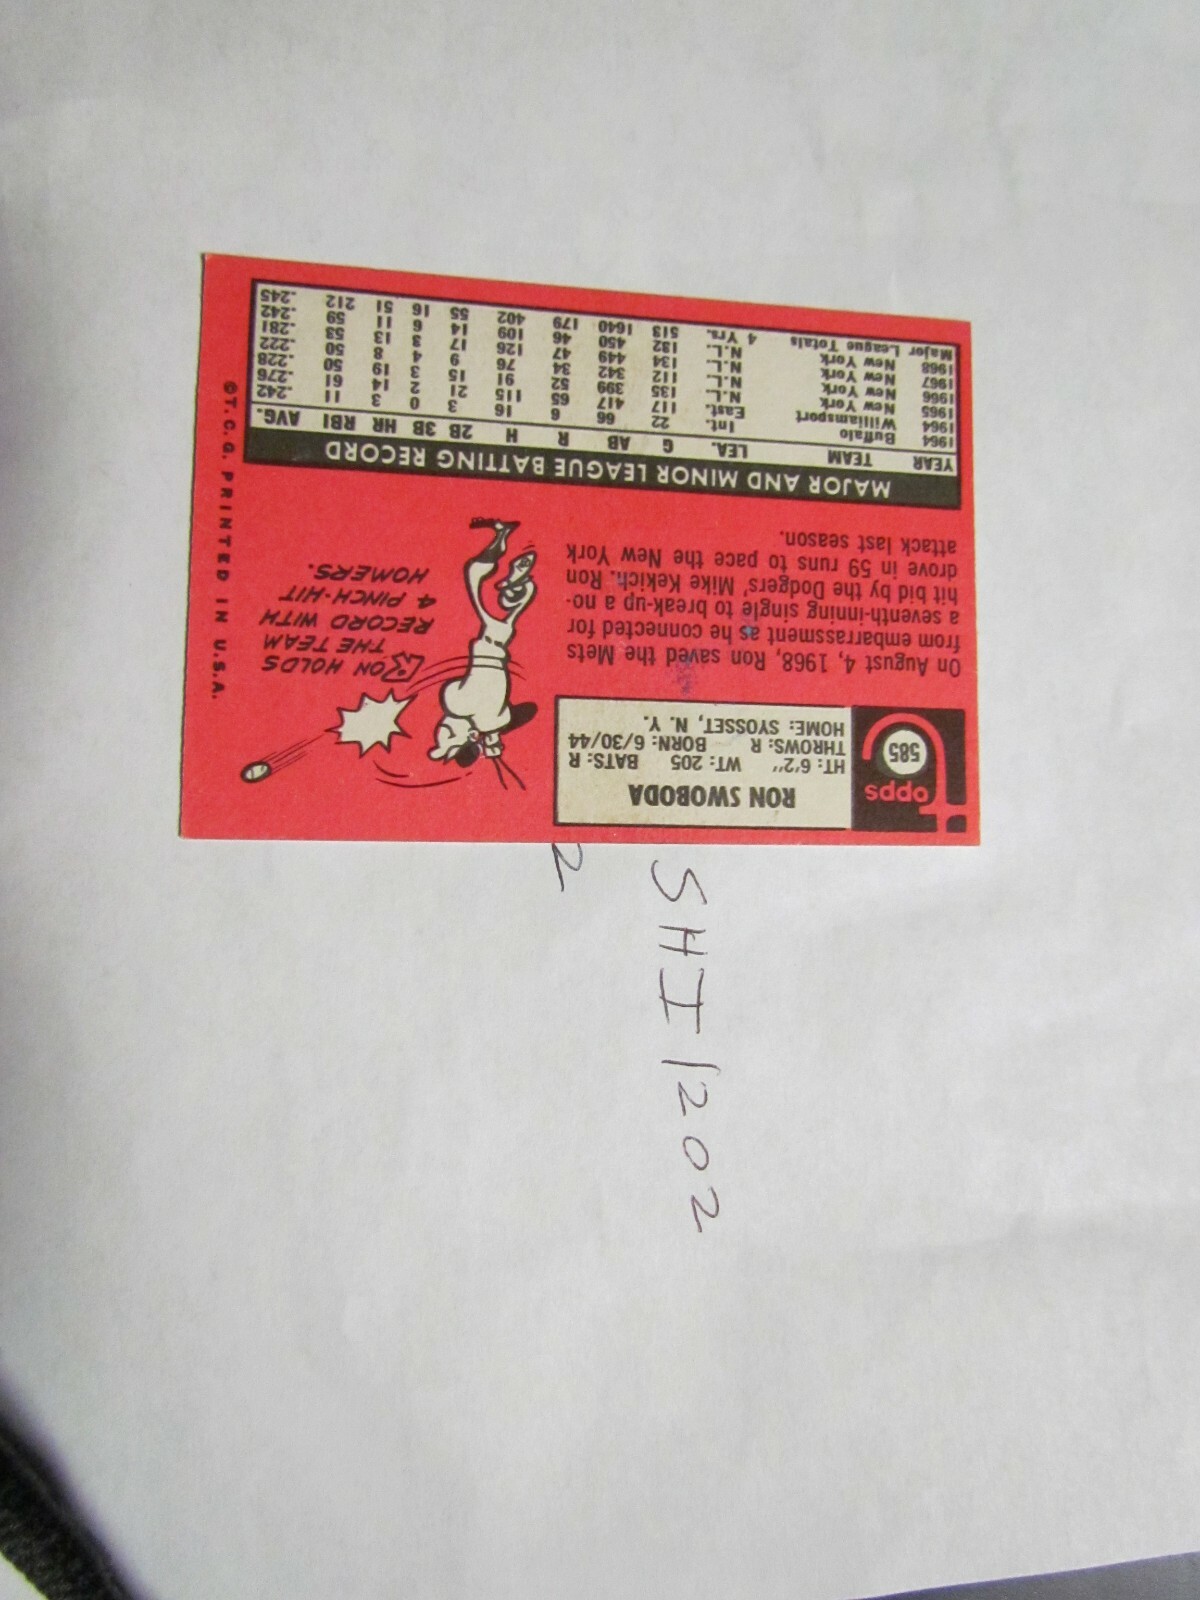 585
topps
RON SWOBODA
HT: 6'2" WT: 205 BATS: R
THROWS: R BORN: 6/30/44
HOME: SYOSSET, N. Y.
On August 4, 1968, Ron saved the Mets
from embarrassment as he connected for
a seventh-inning single to break-up a no-
hit bid by the Dodgers' Mike Kekich. Ron
drove in 59 runs to pace the New York
attack last season.
RON HOLDS
THE TEAM
RECORD WITH
4 PINCH-HIT
HOMERS.
MAJOR AND MINOR LEAGUE BATTING RECORD
YEAR TEAM LEA. G AB R H 2B 3B HR RBI AVG.
1964 Buffalo Int. 22 66 6 16 3 0 3 11 .242
1964 Williamsport East. 117 417 65 115 21 2 14 61 .276
1965 New York N.L. 135 399 52 91 15 3 19 50 .228
1966 New York N.L. 112 342 34 76 9 4 8 50 .222
1967 New York N.L. 134 449 47 126 17 3 13 53 .281
1968 New York N.L. 132 450 46 109 14 6 11 59 .242
Major League Totals 4 Yrs. 513 1640 179 402 55 16 51 212 .245
©T.C.G. PRINTED IN U.S.A.
SHI1202
2